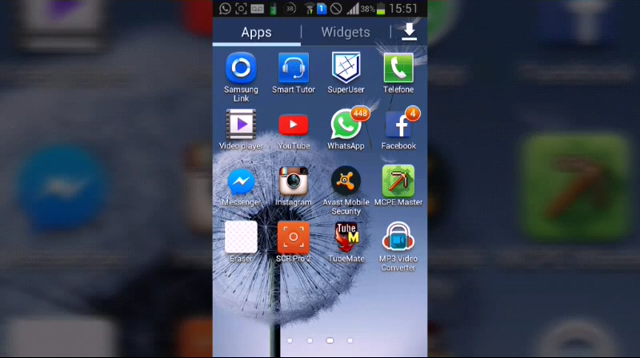 38% 15:51
Apps Widgets
Samsung Link Smart Tutor SuperUser Telefone
448 4
Video player YouTube WhatsApp Facebook
Messenger Instagram Avast Mobile Security MCPE Master
Tube M
Eraser SCR Pro 2 TubeMate MP3 Video Converter